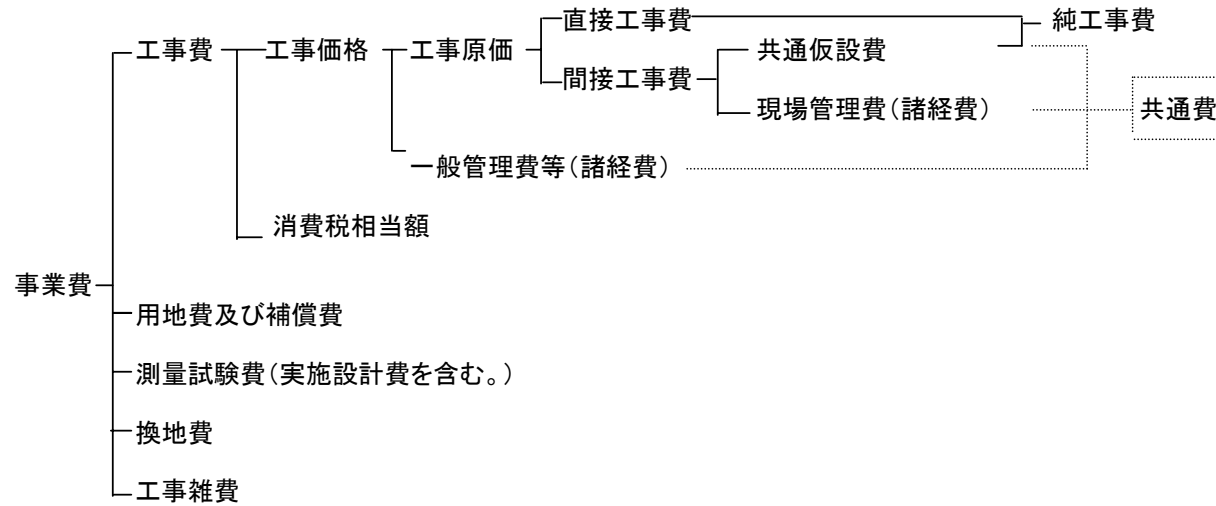 直接工事費 純工事費
工事費 工事価格 工事原価 共通仮設費
間接工事費
現場管理費(諸経費) 共通費
一般管理費等(諸経費)
消費税相当額
事業費
用地費及び補償費
測量試験費(実施設計費を含む。)
換地費
工事雑費